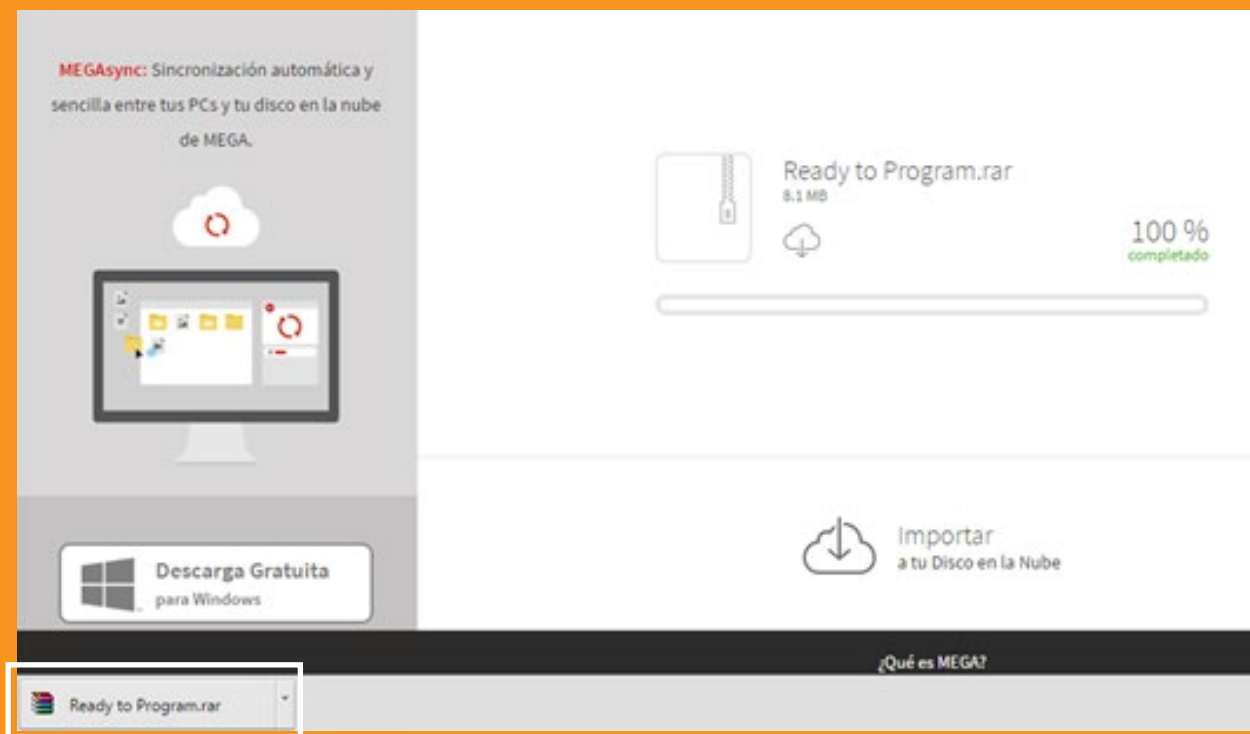 MEGAsync: Sincronización automática y
sencilla entre tus PCs y tu disco en la nube
de MEGA.
Descarga Gratuita
para Windows
Ready to Program.rar
8.1 MB
100 %
completado
Importar
a tu Disco en la Nube
¿Qué es MEGA?
Ready to Program.rar